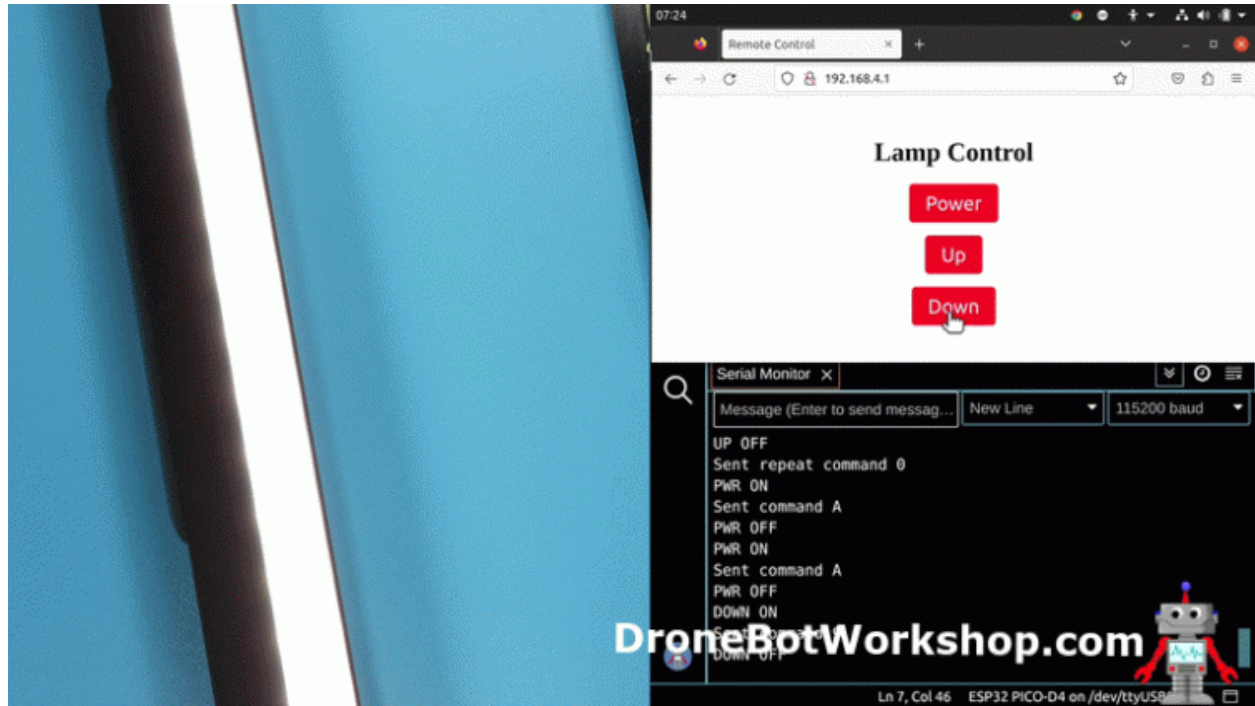 07:24
Remote Control
192.168.4.1
Lamp Control
Power
Up
Down
Serial Monitor
Message (Enter to send messag...
New Line
115200 baud
UP OFF
Sent repeat command 0
PWR ON
Sent command A
PWR OFF
PWR ON
Sent command A
PWR OFF
DOWN ON
DroneBotWorkshop.com
DOWN OFF
Ln 7, Col 46 ESP32 PICO-D4 on /dev/ttyUSB